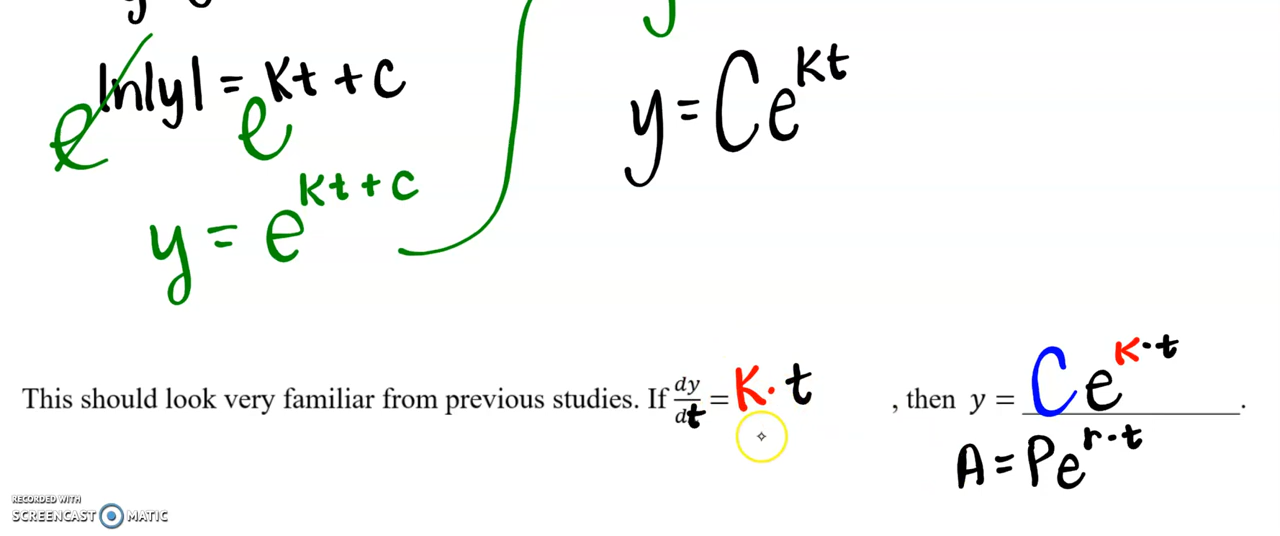 ln|y| = kt + c
e e
y = e^{kt + c}
y = Ce^{kt}
This should look very familiar from previous studies. If dy/dt = k · t , then y = Ce^{k·t}.
A = Pe^{r·t}
RECORDED WITH
SCREENCAST MATIC